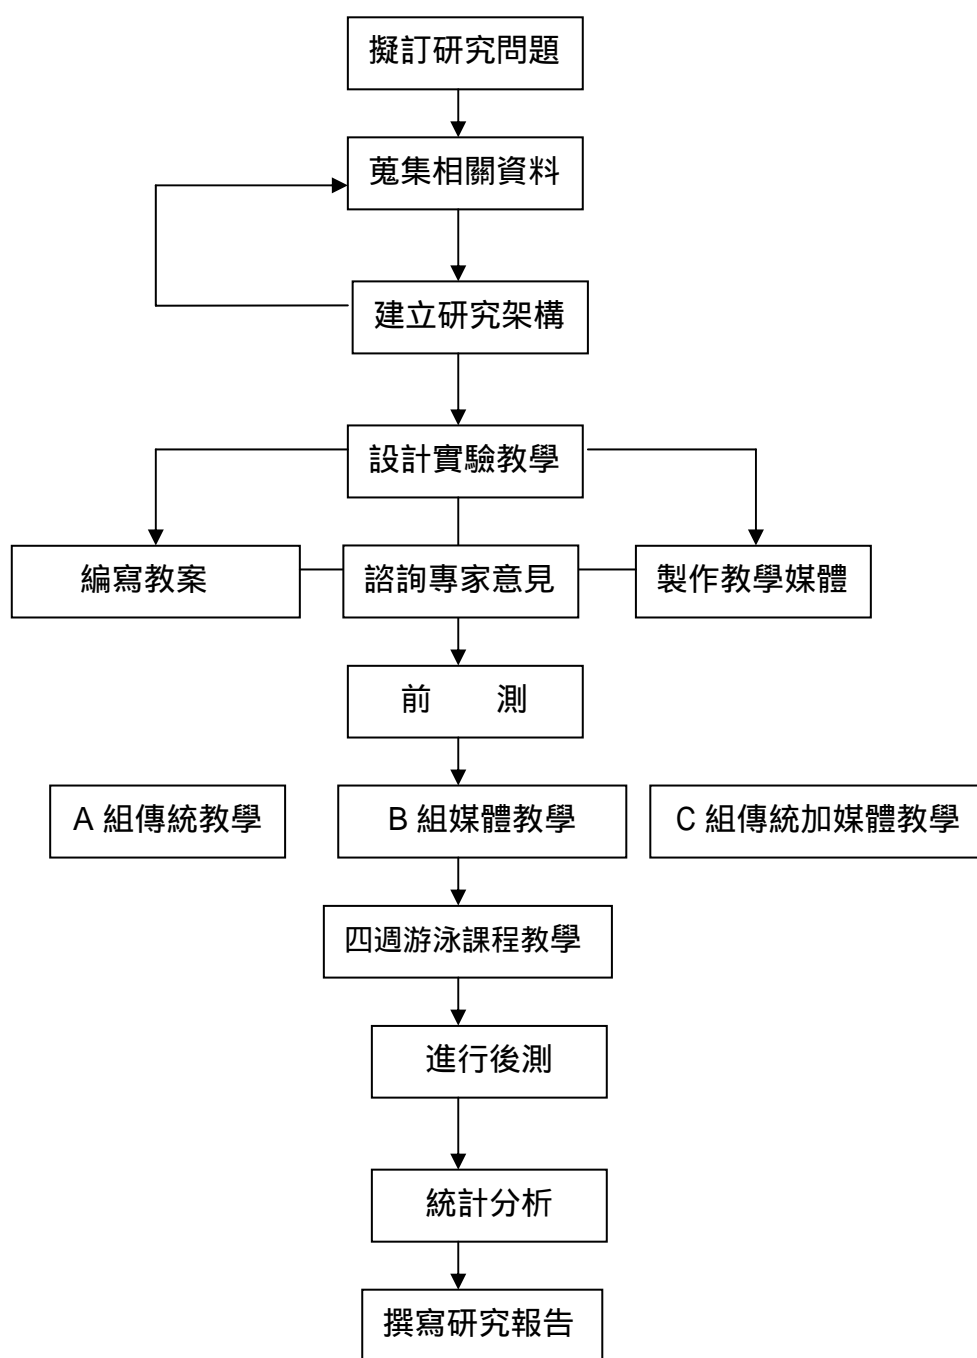 擬訂研究問題
蒐集相關資料
建立研究架構
設計實驗教學
編寫教案
諮詢專家意見
製作教學媒體
前 測
A 組傳統教學
B 組媒體教學
C 組傳統加媒體教學
四週游泳課程教學
進行後測
統計分析
撰寫研究報告